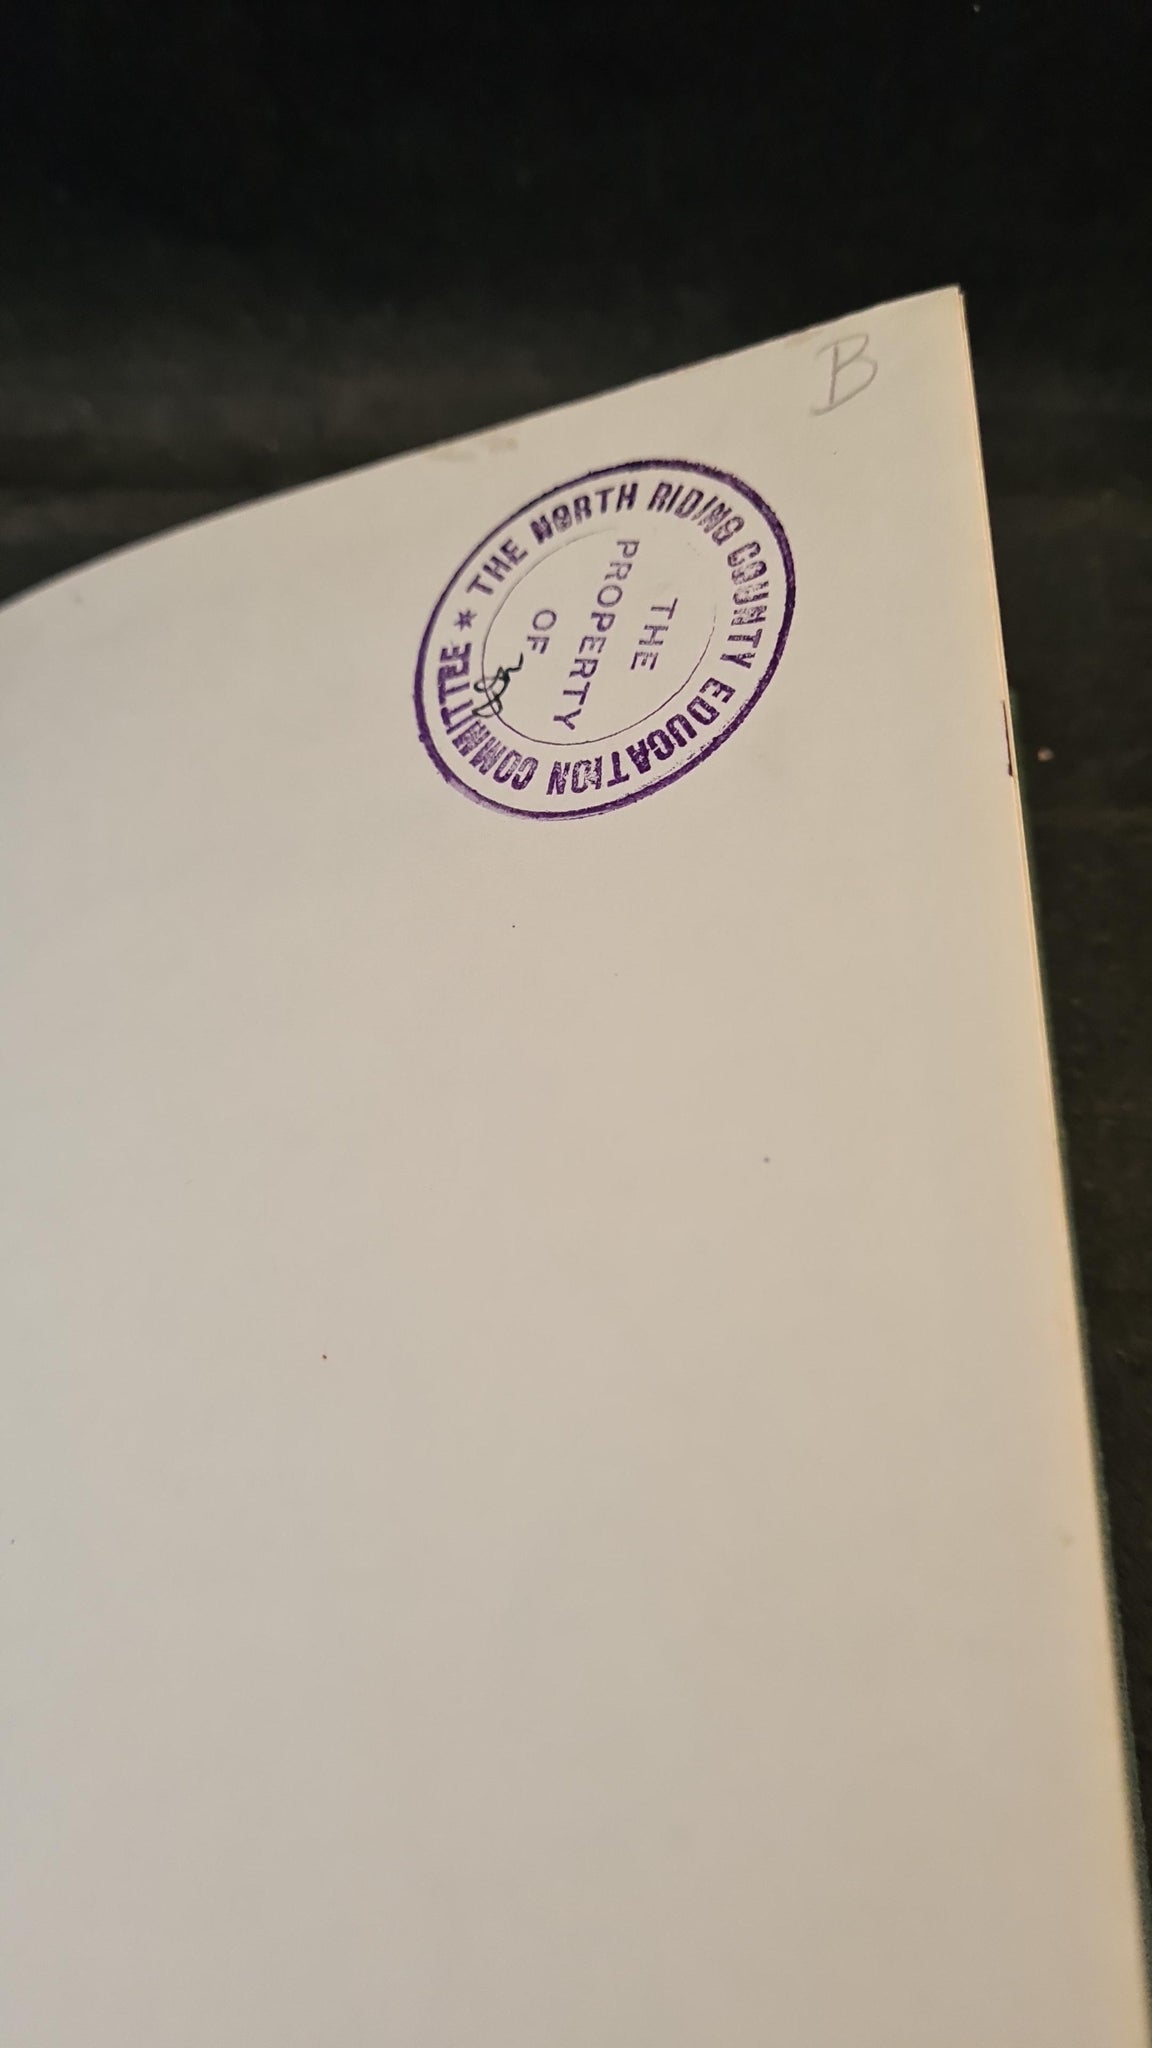 B
THE NORTH RIDING COUNTY EDUCATION COMMITTEE *
THE
PROPERTY
OF